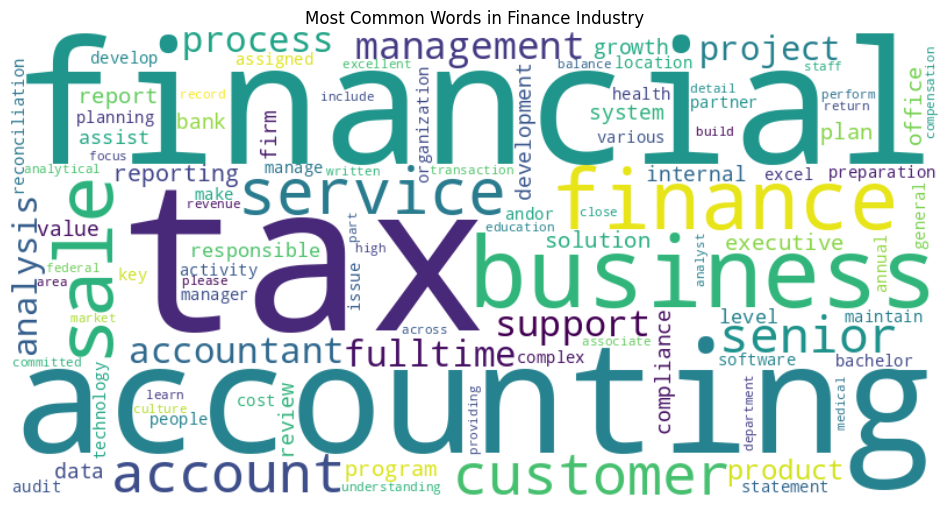 Most Common Words in Finance Industry
financial
process
management
growth
project
develop
assigned
excellent
balance
location
detail
staff
compensation
report
record
include
organization
development
health
partner
perform
return
office
planning
bank
firm
system
various
build
plan
assist
focus
reconciliation
analytical
reporting
manage
written
transaction
internal
excel
preparation
tax
service
finance
make
revenue
andor
close
education
general
sale
value
analysis
responsible
part
high
solution
executive
business
analyst
annual
federal
area
key
activity
please
manager
issue
market
across
support
level
maintain
senior
accountant
fulltime
complex
associate
compliance
software
bachelor
committed
accounting
technology
learn
culture
people
cost
review
providing
department
medical
data
audit
account
program
understanding
customer
product
statement